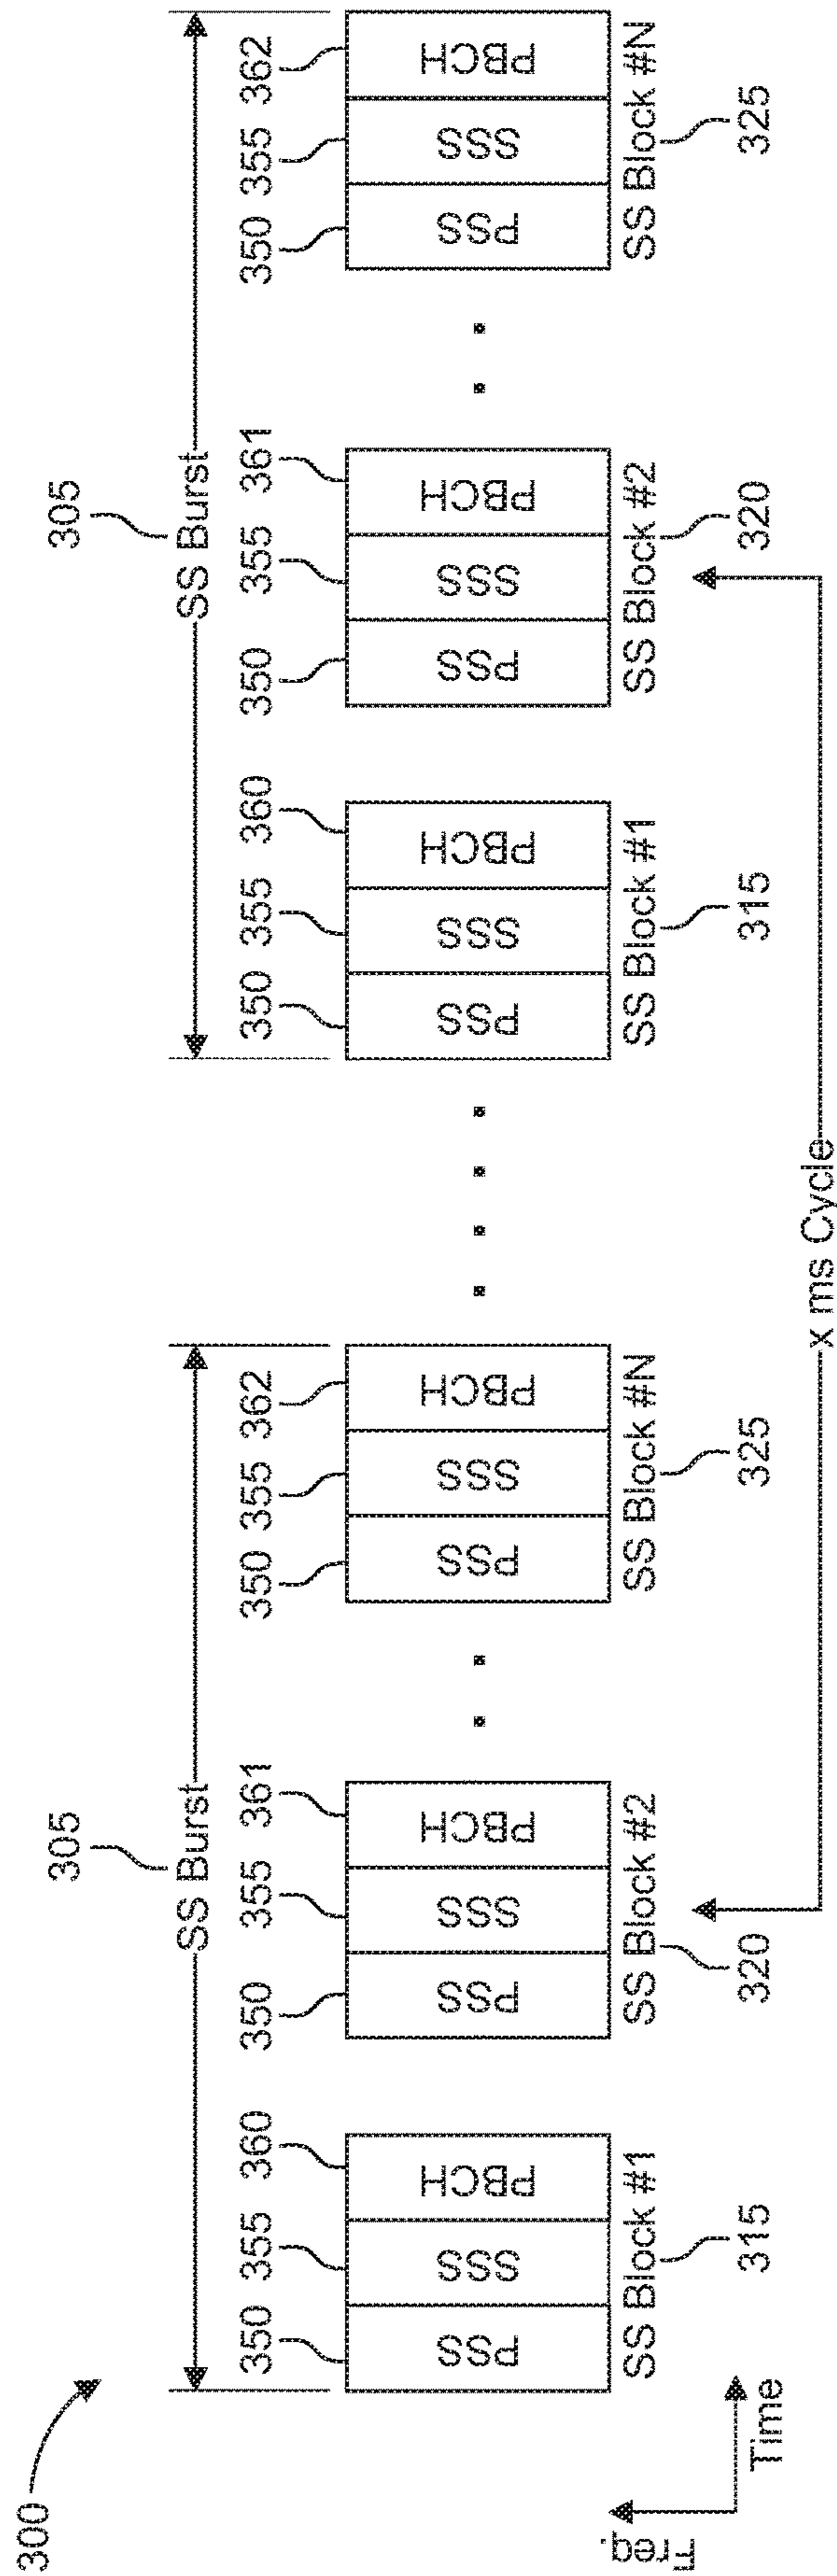 300
305
305
SS Burst
SS Burst
350 355 360
350 355 361
350 355 362
350 355 360
350 355 361
350 355 362
PSS SSS PBCH
PSS SSS PBCH
PSS SSS PBCH
PSS SSS PBCH
PSS SSS PBCH
PSS SSS PBCH
SS Block #1
SS Block #2
SS Block #N
SS Block #1
SS Block #2
SS Block #N
315
320
325
315
320
325
x ms Cycle
Freq.
Time